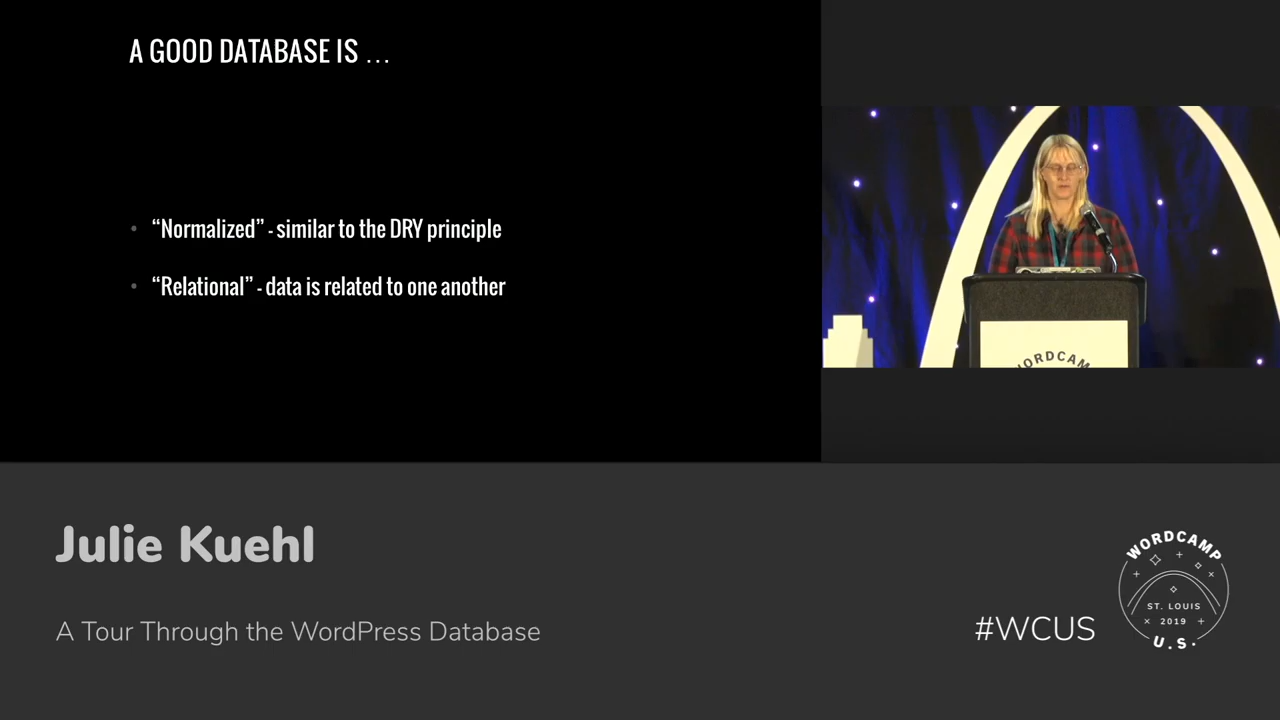 A GOOD DATABASE IS …
• “Normalized” - similar to the DRY principle
• “Relational” - data is related to one another
WORDCAMP
Julie Kuehl
A Tour Through the WordPress Database
#WCUS
WORDCAMP
ST. LOUIS
2019
U.S.